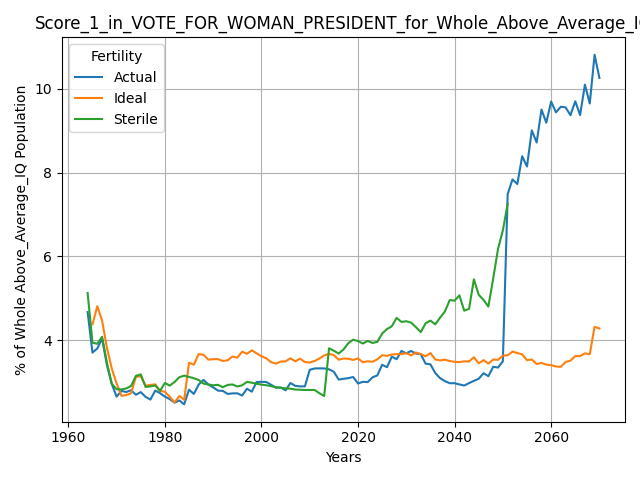 Score_1_in_VOTE_FOR_WOMAN_PRESIDENT_for_Whole_Above_Average_I
Fertility
Actual
Ideal
Sterile
10
8
6
4
% of Whole Above_Average_IQ Population
1960 1980 2000 2020 2040 2060
Years